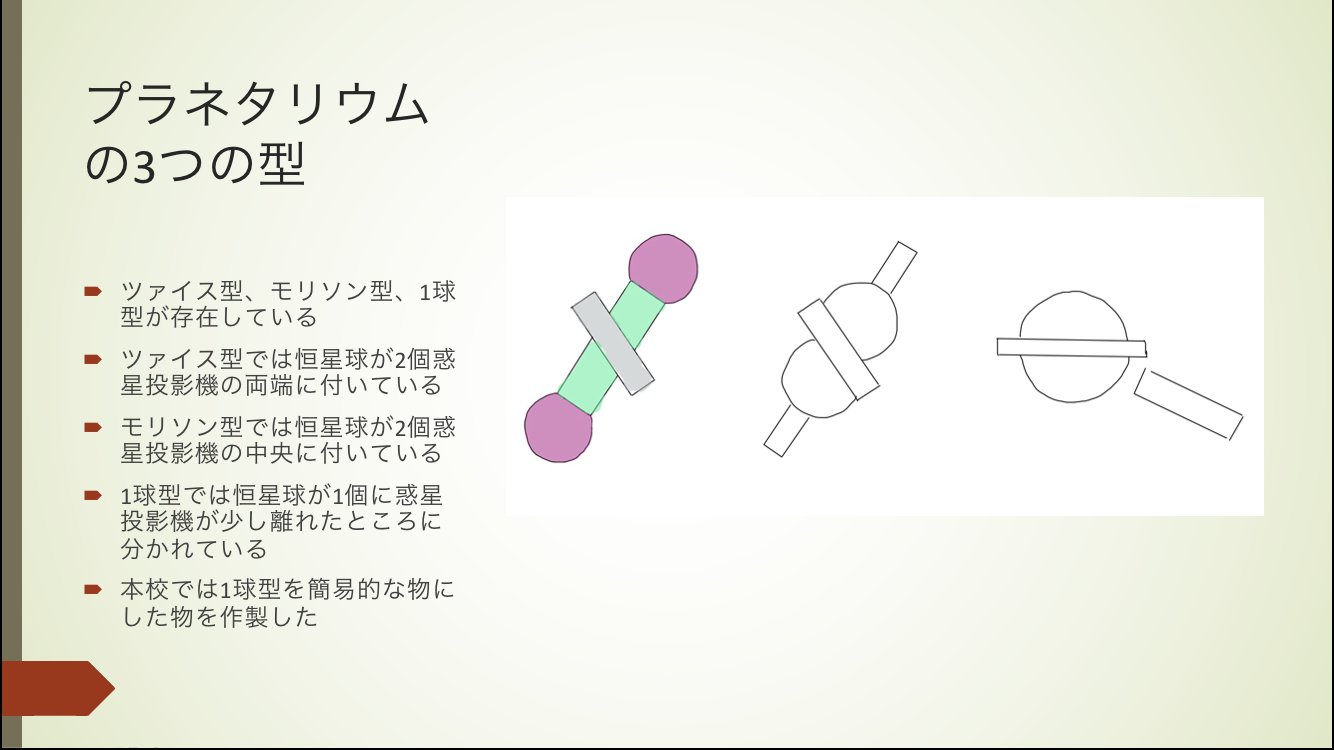 プラネタリウム
の3つの型
ツァイス型、モリソン型、1球
型が存在している
ツァイス型では恒星球が2個惑
星投影機の両端に付いている
モリソン型では恒星球が2個惑
星投影機の中央に付いている
1球型では恒星球が1個に惑星
投影機が少し離れたところに
分かれている
本校では1球型を簡易的な物に
した物を作製した